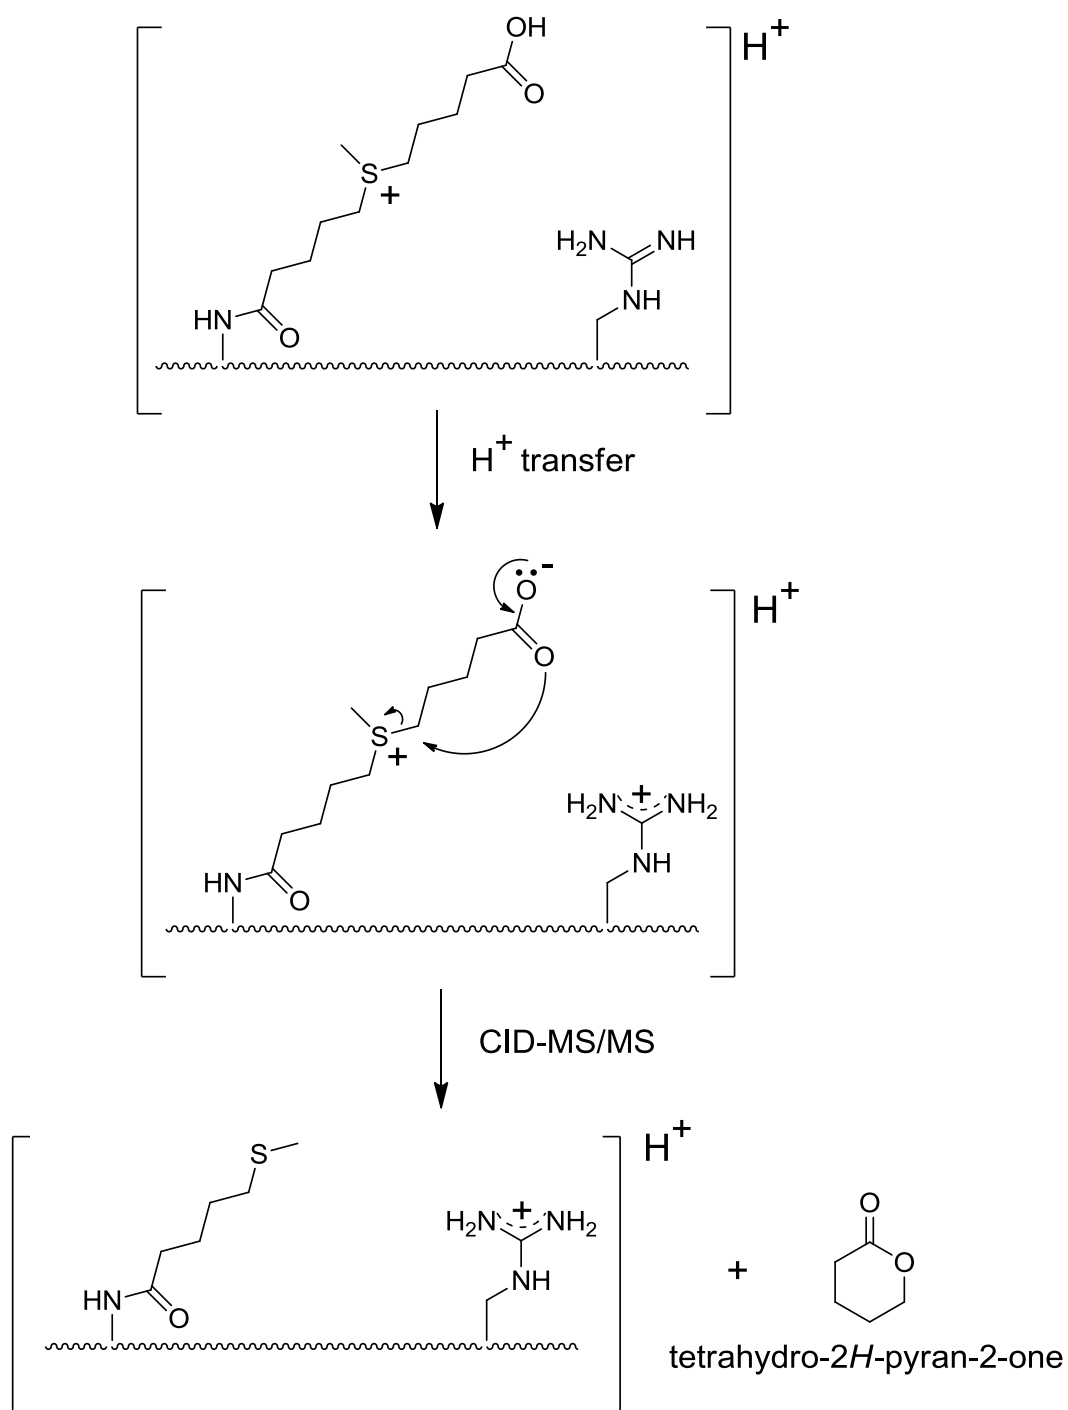 OH
H+
O
S
+
H2N NH
NH
HN
O
H+ transfer
O -
H+
O
S
+
+
H2N NH2
NH
HN
O
CID-MS/MS
H+
S
+
H2N NH2
O
O
NH
+
HN
O
tetrahydro-2H-pyran-2-one